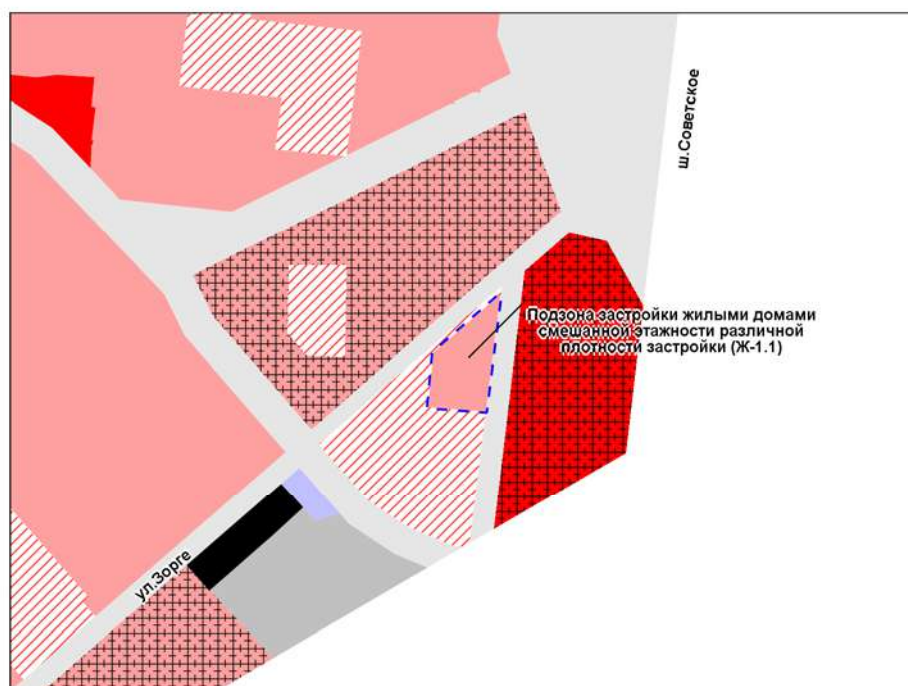 ш.Советское
Подзона застройки жилыми домами
смешанной этажности различной
плотности застройки (Ж-1.1)
ул.Зорге